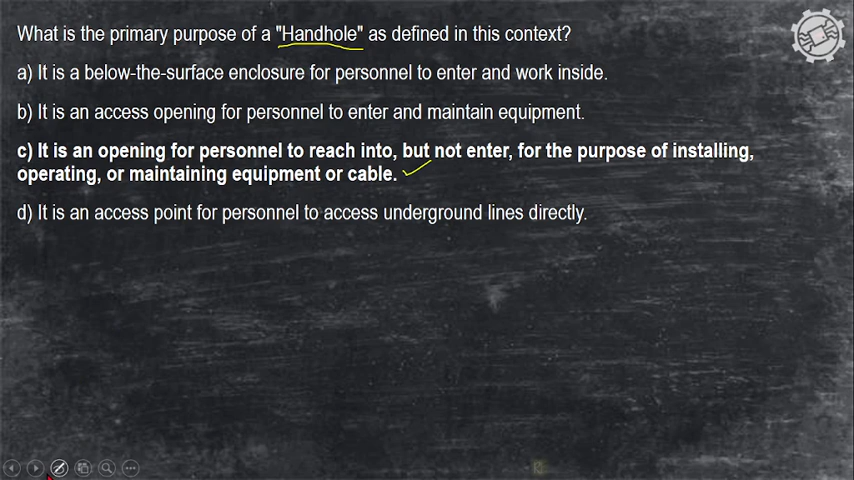 What is the primary purpose of a "Handhole" as defined in this context?
a) It is a below-the-surface enclosure for personnel to enter and work inside.
b) It is an access opening for personnel to enter and maintain equipment.
c) It is an opening for personnel to reach into, but not enter, for the purpose of installing,
operating, or maintaining equipment or cable.
d) It is an access point for personnel to access underground lines directly.